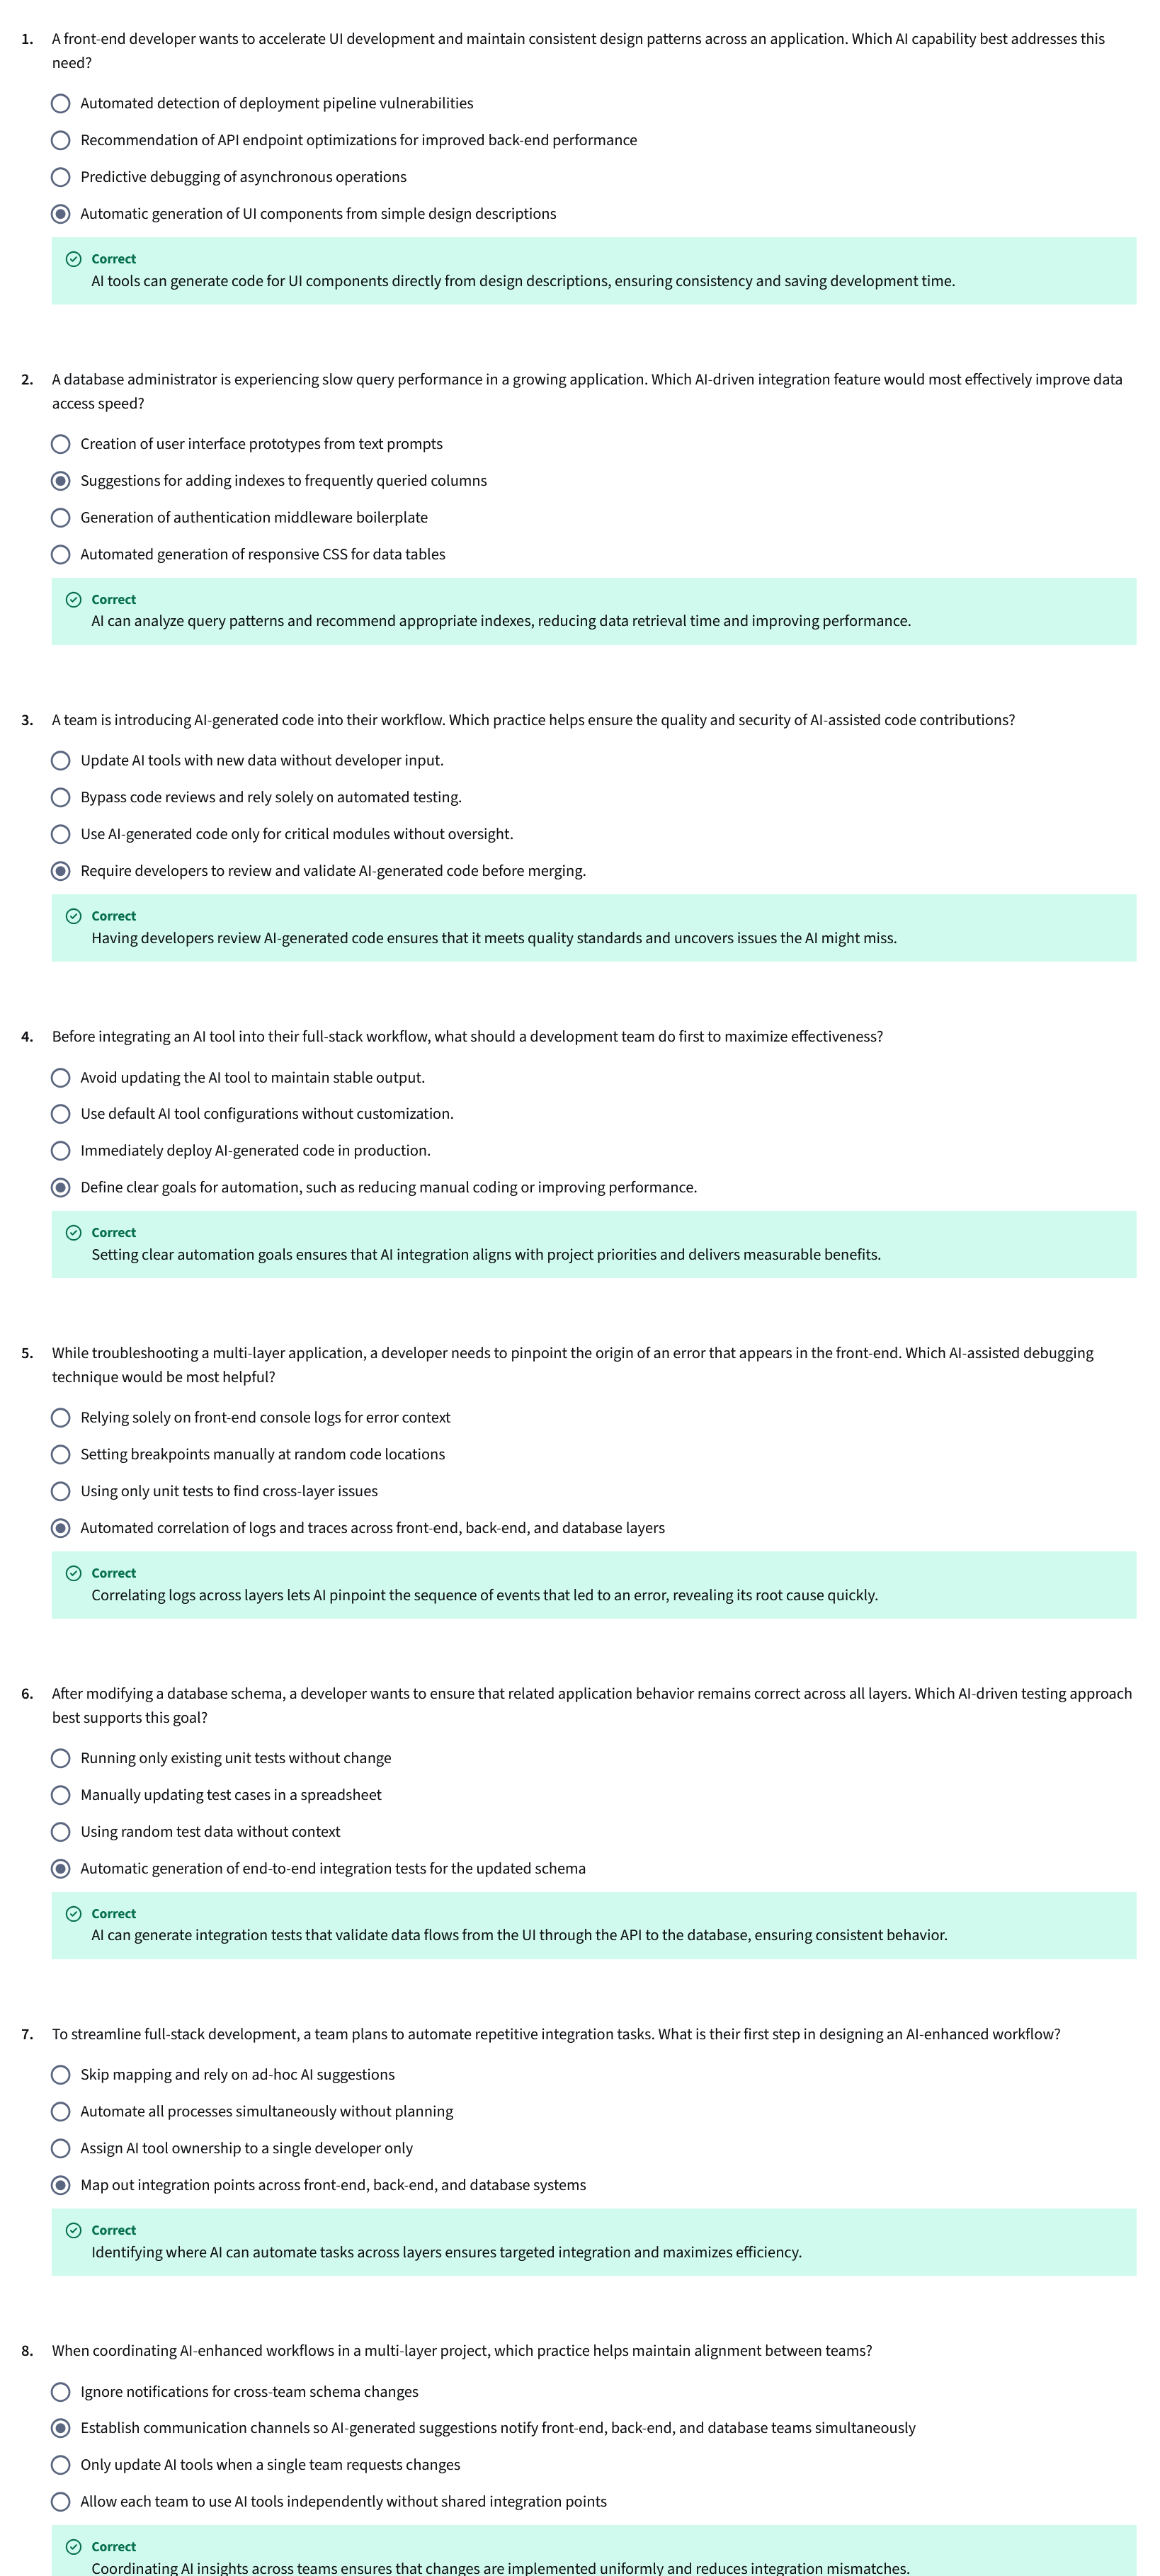 1. A front-end developer wants to accelerate UI development and maintain consistent design patterns across an application. Which AI capability best addresses this
need?
Automated detection of deployment pipeline vulnerabilities
Recommendation of API endpoint optimizations for improved back-end performance
Predictive debugging of asynchronous operations
Automatic generation of UI components from simple design descriptions
Correct
AI tools can generate code for UI components directly from design descriptions, ensuring consistency and saving development time.
2. A database administrator is experiencing slow query performance in a growing application. Which AI-driven integration feature would most effectively improve data
access speed?
Creation of user interface prototypes from text prompts
Suggestions for adding indexes to frequently queried columns
Generation of authentication middleware boilerplate
Automated generation of responsive CSS for data tables
Correct
AI can analyze query patterns and recommend appropriate indexes, reducing data retrieval time and improving performance.
3. A team is introducing AI-generated code into their workflow. Which practice helps ensure the quality and security of AI-assisted code contributions?
Update AI tools with new data without developer input.
Bypass code reviews and rely solely on automated testing.
Use AI-generated code only for critical modules without oversight.
Require developers to review and validate AI-generated code before merging.
Correct
Having developers review AI-generated code ensures that it meets quality standards and uncovers issues the AI might miss.
4. Before integrating an AI tool into their full-stack workflow, what should a development team do first to maximize effectiveness?
Avoid updating the AI tool to maintain stable output.
Use default AI tool configurations without customization.
Immediately deploy AI-generated code in production.
Define clear goals for automation, such as reducing manual coding or improving performance.
Correct
Setting clear automation goals ensures that AI integration aligns with project priorities and delivers measurable benefits.
5. While troubleshooting a multi-layer application, a developer needs to pinpoint the origin of an error that appears in the front-end. Which AI-assisted debugging
technique would be most helpful?
Relying solely on front-end console logs for error context
Setting breakpoints manually at random code locations
Using only unit tests to find cross-layer issues
Automated correlation of logs and traces across front-end, back-end, and database layers
Correct
Correlating logs across layers lets AI pinpoint the sequence of events that led to an error, revealing its root cause quickly.
6. After modifying a database schema, a developer wants to ensure that related application behavior remains correct across all layers. Which AI-driven testing approach
best supports this goal?
Running only existing unit tests without change
Manually updating test cases in a spreadsheet
Using random test data without context
Automatic generation of end-to-end integration tests for the updated schema
Correct
AI can generate integration tests that validate data flows from the UI through the API to the database, ensuring consistent behavior.
7. To streamline full-stack development, a team plans to automate repetitive integration tasks. What is their first step in designing an AI-enhanced workflow?
Skip mapping and rely on ad-hoc AI suggestions
Automate all processes simultaneously without planning
Assign AI tool ownership to a single developer only
Map out integration points across front-end, back-end, and database systems
Correct
Identifying where AI can automate tasks across layers ensures targeted integration and maximizes efficiency.
8. When coordinating AI-enhanced workflows in a multi-layer project, which practice helps maintain alignment between teams?
Ignore notifications for cross-team schema changes
Establish communication channels so AI-generated suggestions notify front-end, back-end, and database teams simultaneously
Only update AI tools when a single team requests changes
Allow each team to use AI tools independently without shared integration points
Correct
Coordinating AI insights across teams ensures that changes are implemented uniformly and reduces integration mismatches.